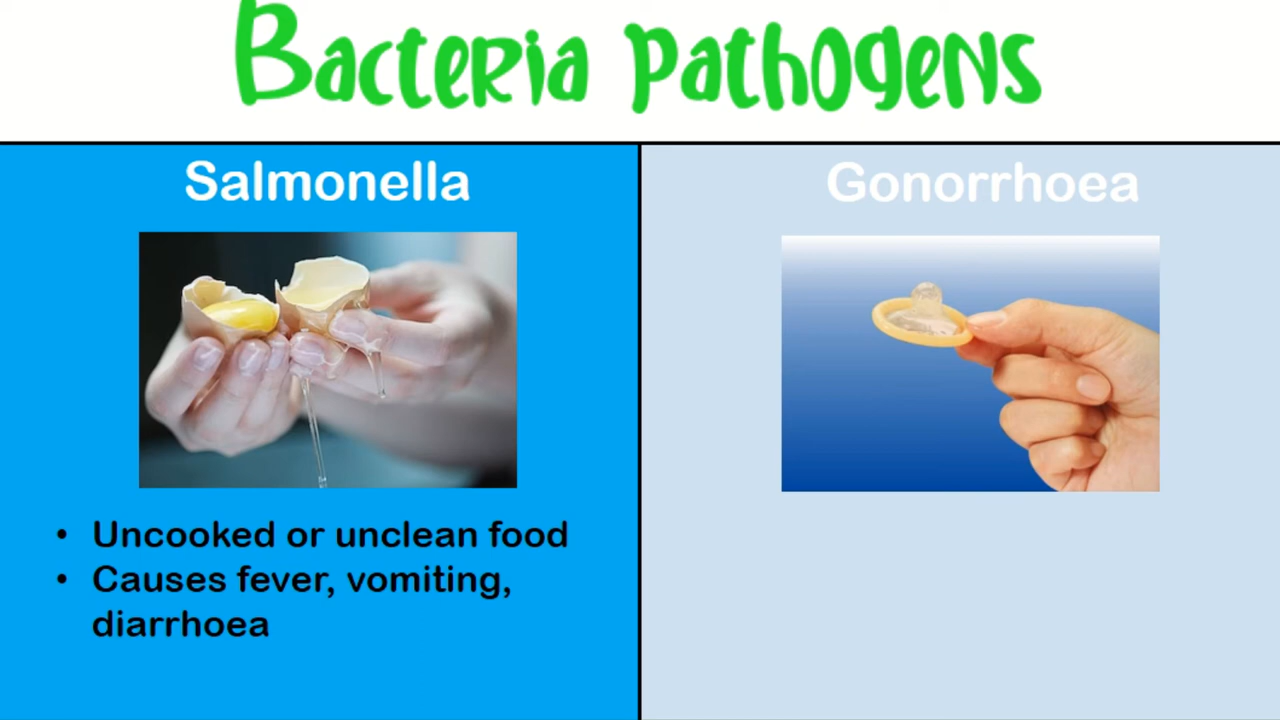 Bacteria pathogens
Salmonella
Gonorrhoea
• Uncooked or unclean food
• Causes fever, vomiting,
diarrhoea